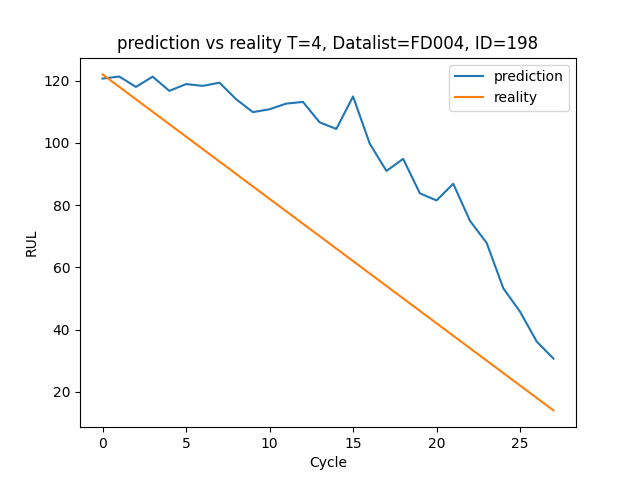 prediction vs reality T=4, Datalist=FD004, ID=198
prediction
reality
RUL
120
100
80
60
40
20
0 5 10 15 20 25
Cycle